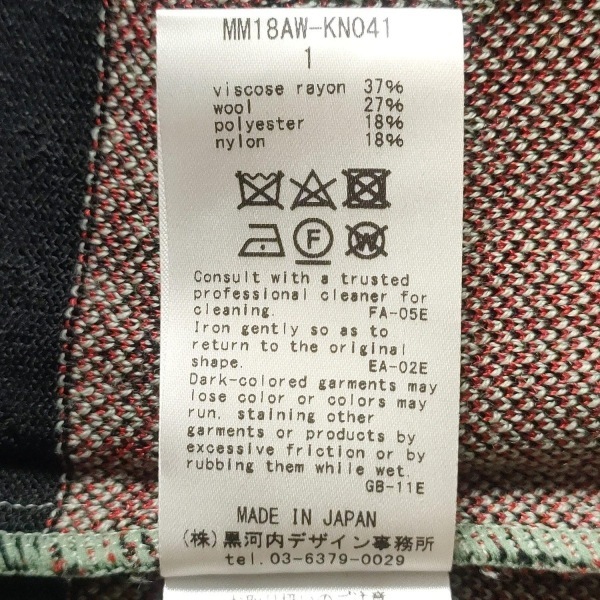 MM18AW-KN041
1
viscose rayon 37%
wool 27%
polyester 18%
nylon 18%
F
W
Consult with a trusted
professional cleaner for
cleaning. FA-05E
Iron gently so as to
return to the original
shape. EA-02E
Dark-colored garments may
lose color or colors may
run. staining other
garments or products by
excessive friction or by
rubbing them while wet.
GB-11E
MADE IN JAPAN
(株)黒河内デザイン事務所
tel.03-6379-0029